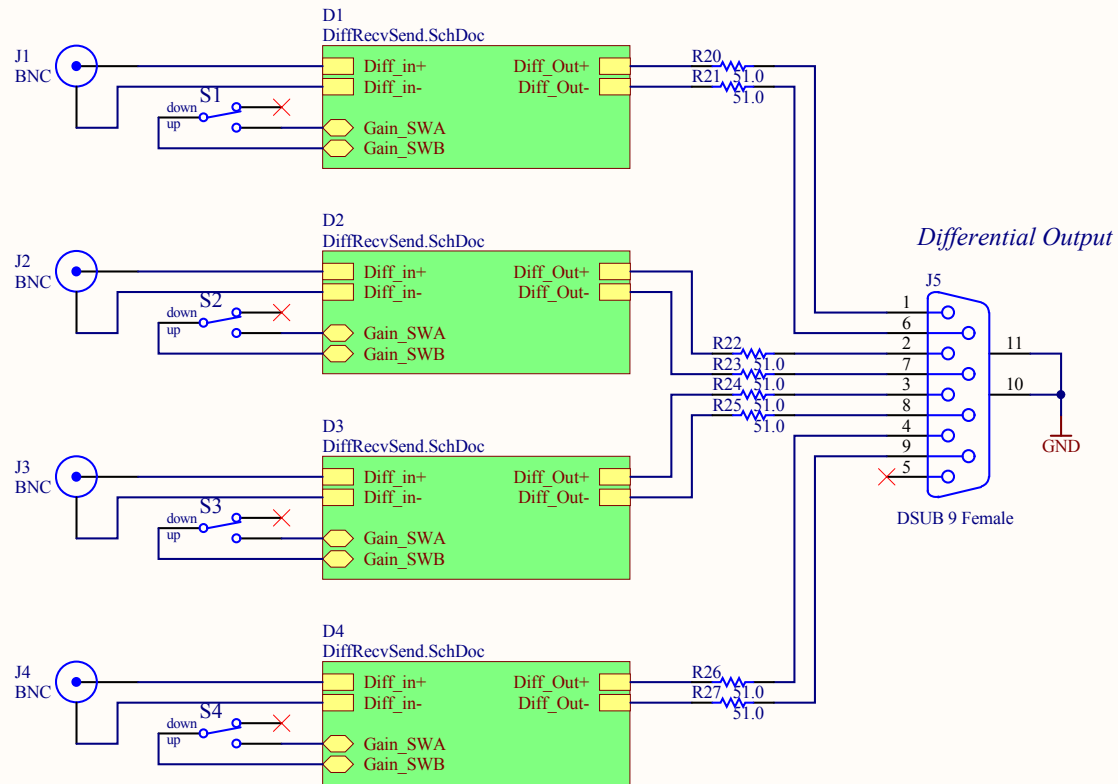 D1
DiffRecvSend.SchDoc
J1
BNC
Diff_in+
Diff_in-
Diff_Out+
Diff_Out-
S1
down
up
Gain_SWA
Gain_SWB
R20
51.0
R21
51.0
D2
DiffRecvSend.SchDoc
J2
BNC
Diff_in+
Diff_in-
Diff_Out+
Diff_Out-
S2
down
up
Gain_SWA
Gain_SWB
R22
51.0
R23
51.0
R24
51.0
R25
51.0
Differential Output
J5
1
6
2
7
3
8
4
9
5
11
10
GND
DSUB 9 Female
D3
DiffRecvSend.SchDoc
J3
BNC
Diff_in+
Diff_in-
Diff_Out+
Diff_Out-
S3
down
up
Gain_SWA
Gain_SWB
D4
DiffRecvSend.SchDoc
J4
BNC
Diff_in+
Diff_in-
Diff_Out+
Diff_Out-
S4
down
up
Gain_SWA
Gain_SWB
R26
51.0
R27
51.0